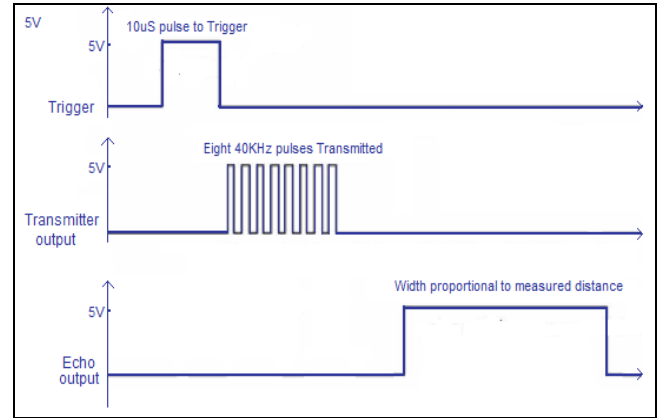 5V
10uS pulse to Trigger
5V
Trigger
Eight 40KHz pulses Transmitted
5V
Transmitter
output
Width proportional to measured distance
5V
Echo
output